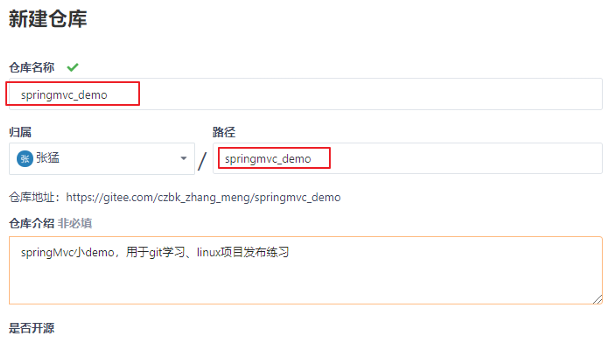 新建仓库
仓库名称
springmvc_demo
归属 路径
张 张猛 / springmvc_demo
仓库地址：https://gitee.com/czbk_zhang_meng/springmvc_demo
仓库介绍 非必填
springMvc小demo，用于git学习、linux项目发布练习
是否开源